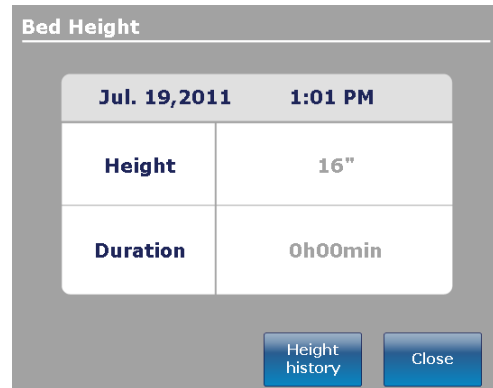 Bed Height
Jul. 19,2011 1:01 PM
Height 16"
Duration 0h00min
Height
history
Close